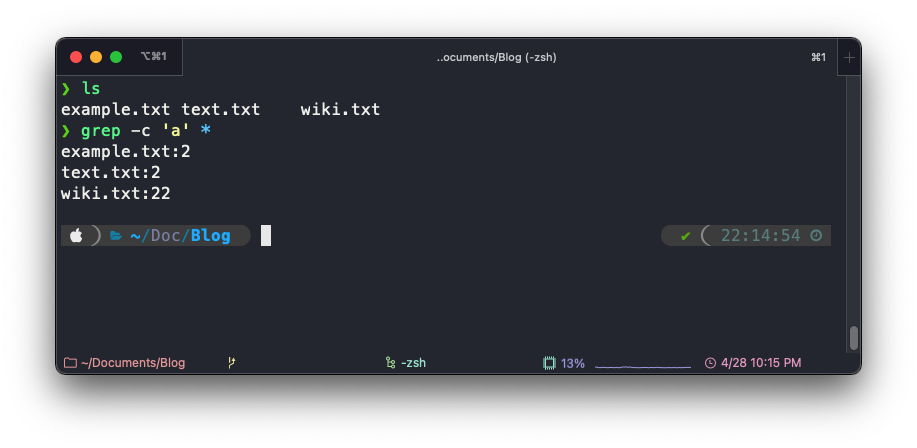 ⌥⌘1 ..ocuments/Blog (-zsh) ⌘1 +
❯ ls
example.txt text.txt    wiki.txt
❯ grep -c 'a' *
example.txt:2
text.txt:2
wiki.txt:22
~/Doc/Blog ✔ 22:14:54
~/Documents/Blog -zsh 13% 4/28 10:15 PM